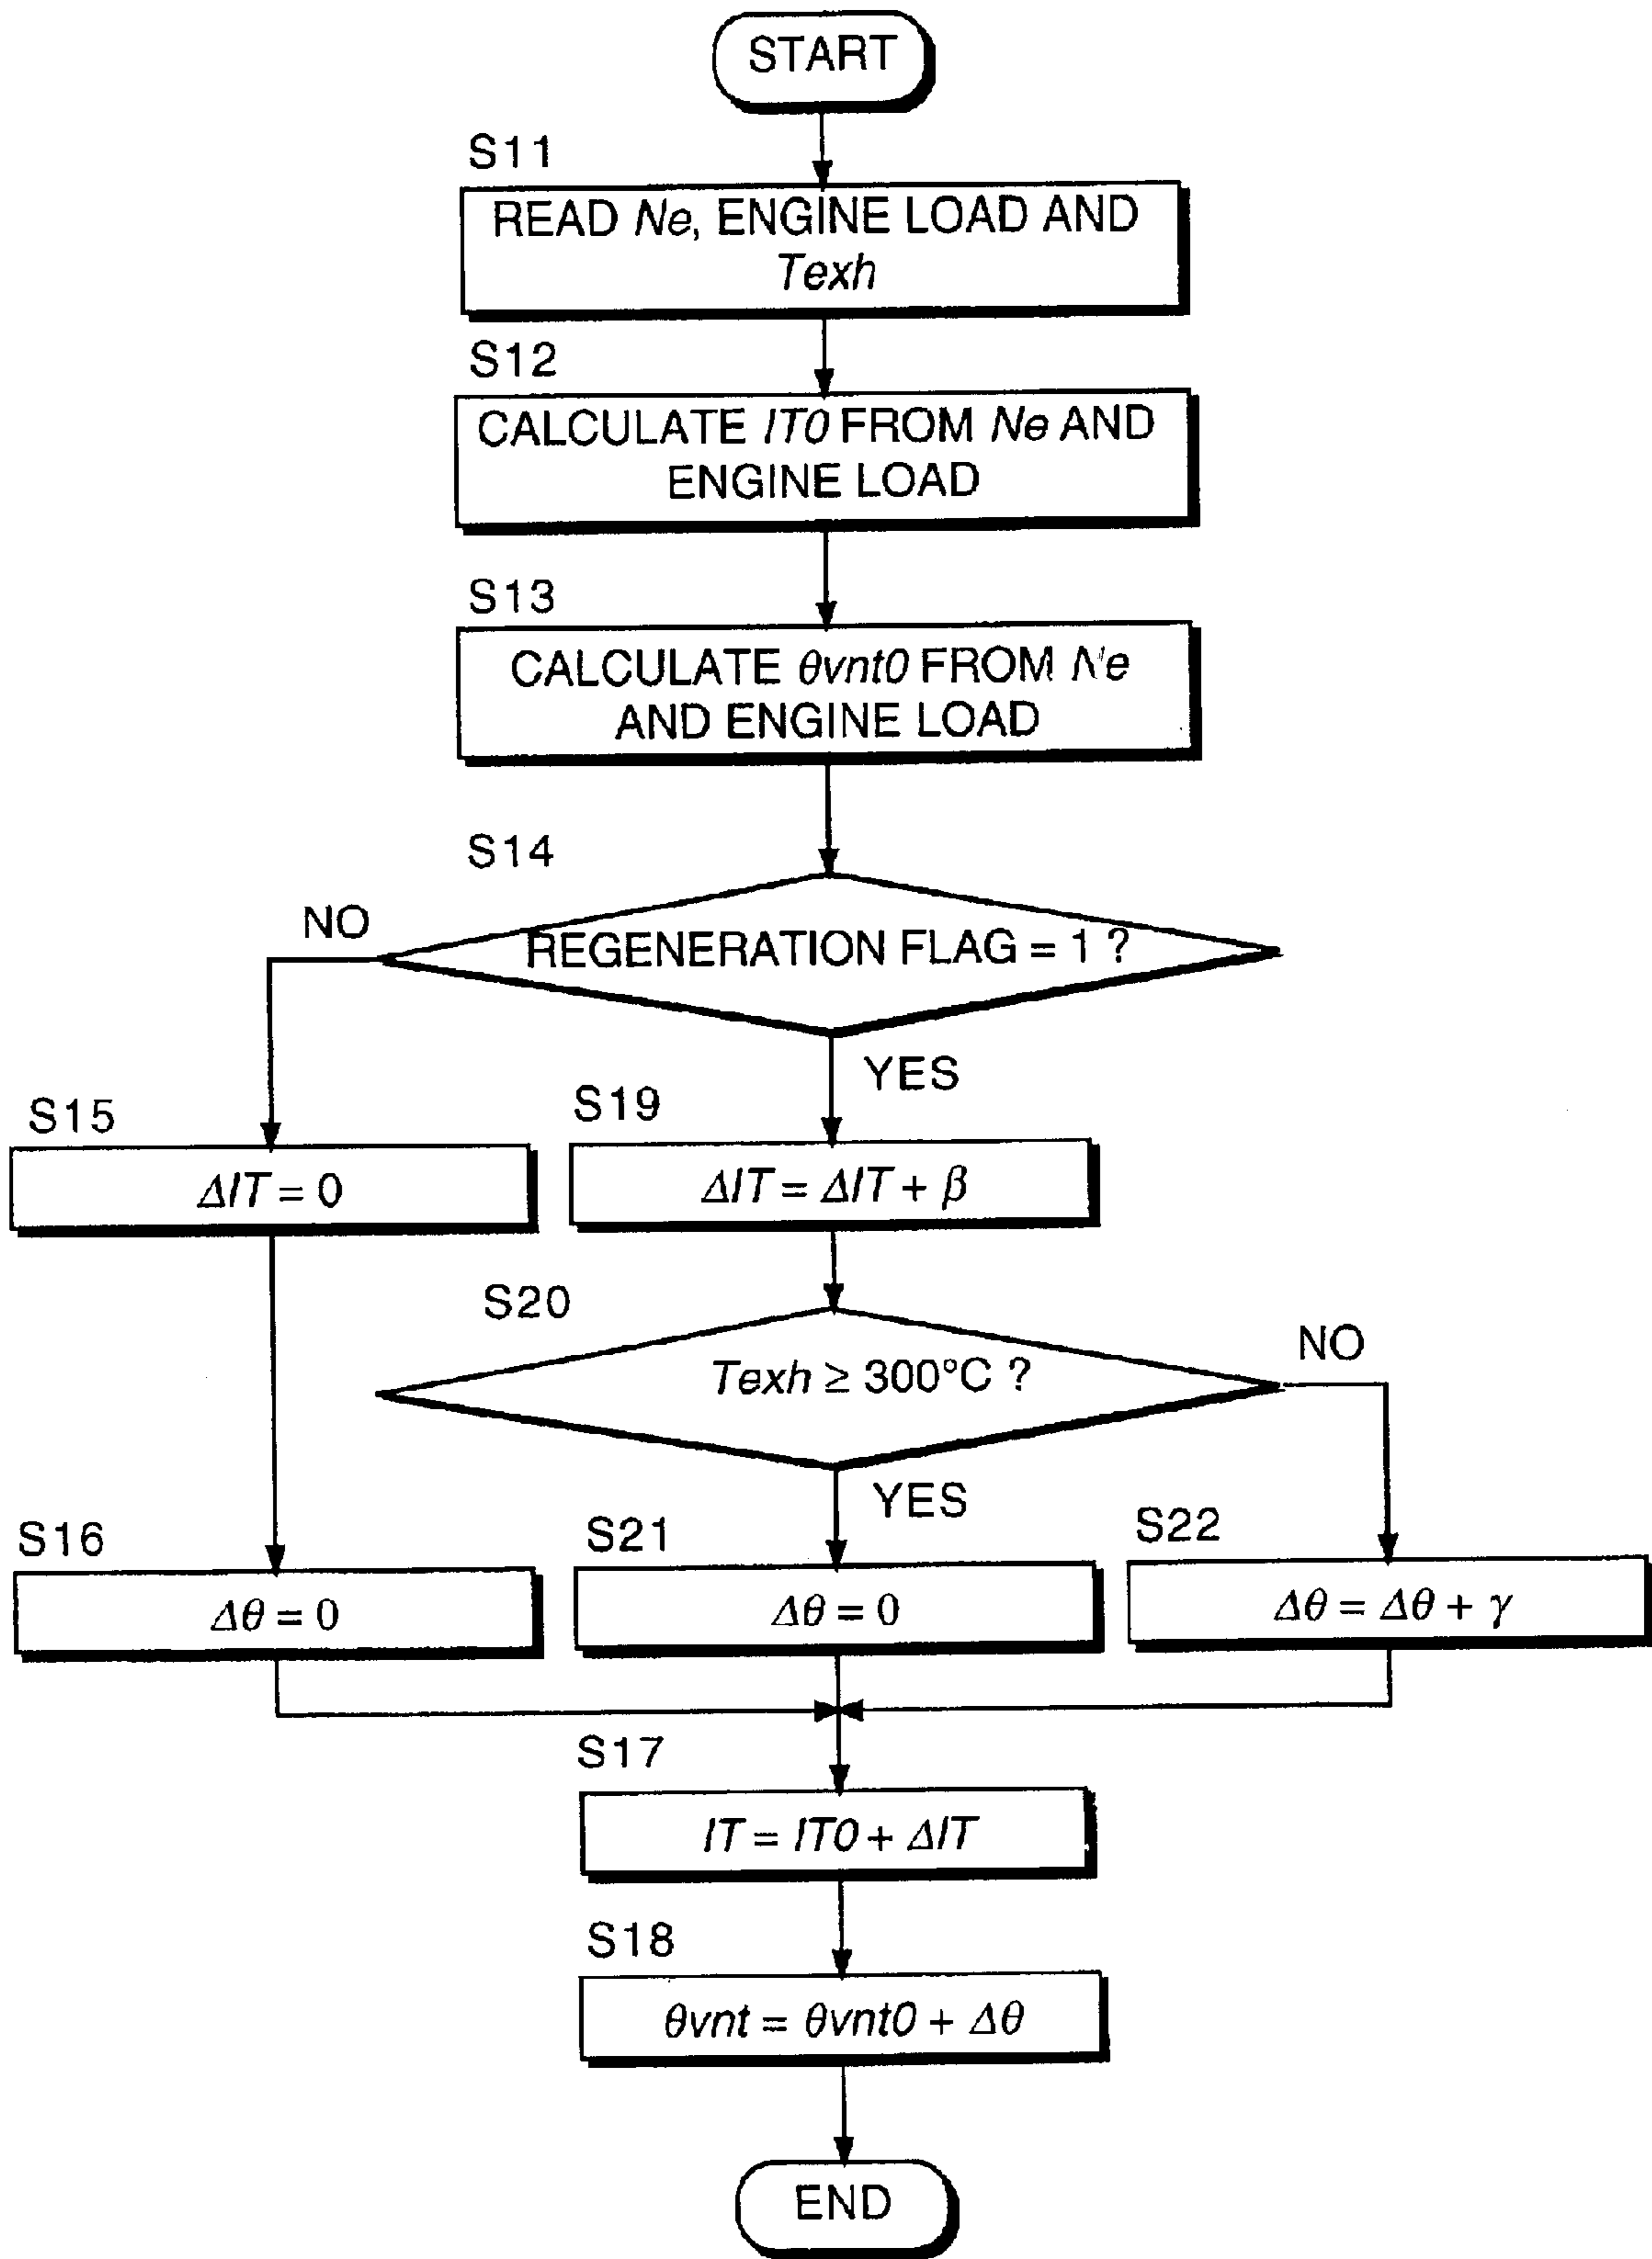 START
S11
READ Ne, ENGINE LOAD AND
Texh
S12
CALCULATE IT0 FROM Ne AND
ENGINE LOAD
S13
CALCULATE θvnt0 FROM Ne
AND ENGINE LOAD
S14
NO
REGENERATION FLAG = 1 ?
YES
S15
ΔIT = 0
S19
ΔIT = ΔIT + β
S20
Texh ≥ 300°C ?
NO
YES
S16
Δθ = 0
S21
Δθ = 0
S22
Δθ = Δθ + γ
S17
IT = IT0 + ΔIT
S18
θvnt = θvnt0 + Δθ
END